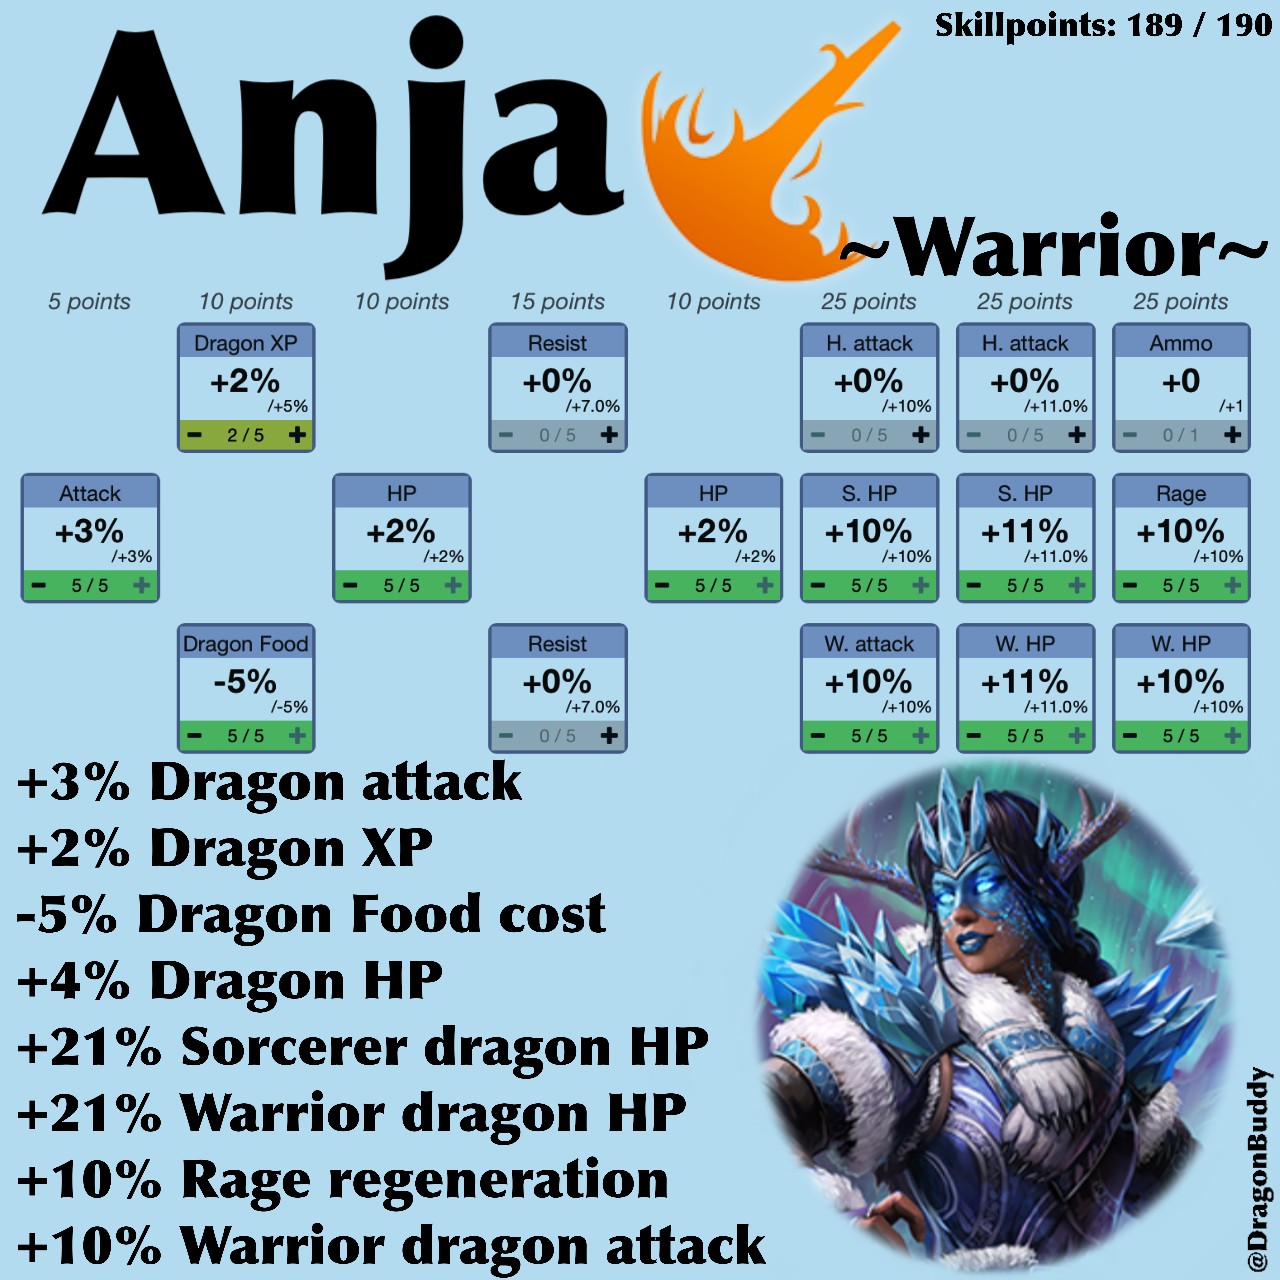 Anja
Skillpoints: 189 / 190
~Warrior~
5 points 10 points 10 points 15 points 10 points 25 points 25 points 25 points
Dragon XP Resist H. attack H. attack Ammo
+2% +0% +0% +0% +0
/+5% /+7.0% /+10% /+11.0% /+1
− 2 / 5 + − 0 / 5 + − 0 / 5 + − 0 / 5 + − 0 / 1 +
Attack HP HP S. HP S. HP Rage
+3% +2% +2% +10% +11% +10%
/+3% /+2% /+2% /+10% /+11.0% /+10%
− 5 / 5 + − 5 / 5 + − 5 / 5 + − 5 / 5 + − 5 / 5 + − 5 / 5 +
Dragon Food Resist W. attack W. HP W. HP
-5% +0% +10% +11% +10%
/-5% /+7.0% /+10% /+11.0% /+10%
− 5 / 5 + − 0 / 5 + − 5 / 5 + − 5 / 5 + − 5 / 5 +
+3% Dragon attack
+2% Dragon XP
-5% Dragon Food cost
+4% Dragon HP
+21% Sorcerer dragon HP
+21% Warrior dragon HP
+10% Rage regeneration
+10% Warrior dragon attack
@DragonBuddy